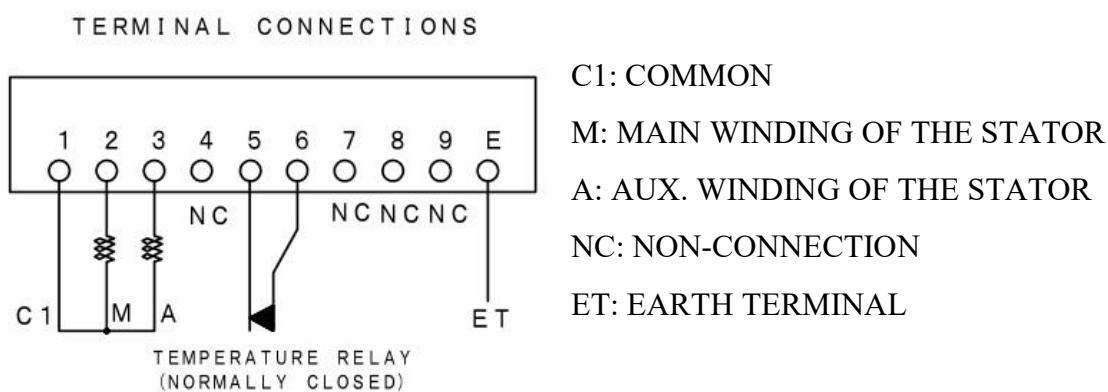 TERMINAL CONNECTIONS
1 2 3 4 5 6 7 8 9 E
NC NC NC NC
C1 M A ET
TEMPERATURE RELAY
(NORMALLY CLOSED)
C1: COMMON
M: MAIN WINDING OF THE STATOR
A: AUX. WINDING OF THE STATOR
NC: NON-CONNECTION
ET: EARTH TERMINAL